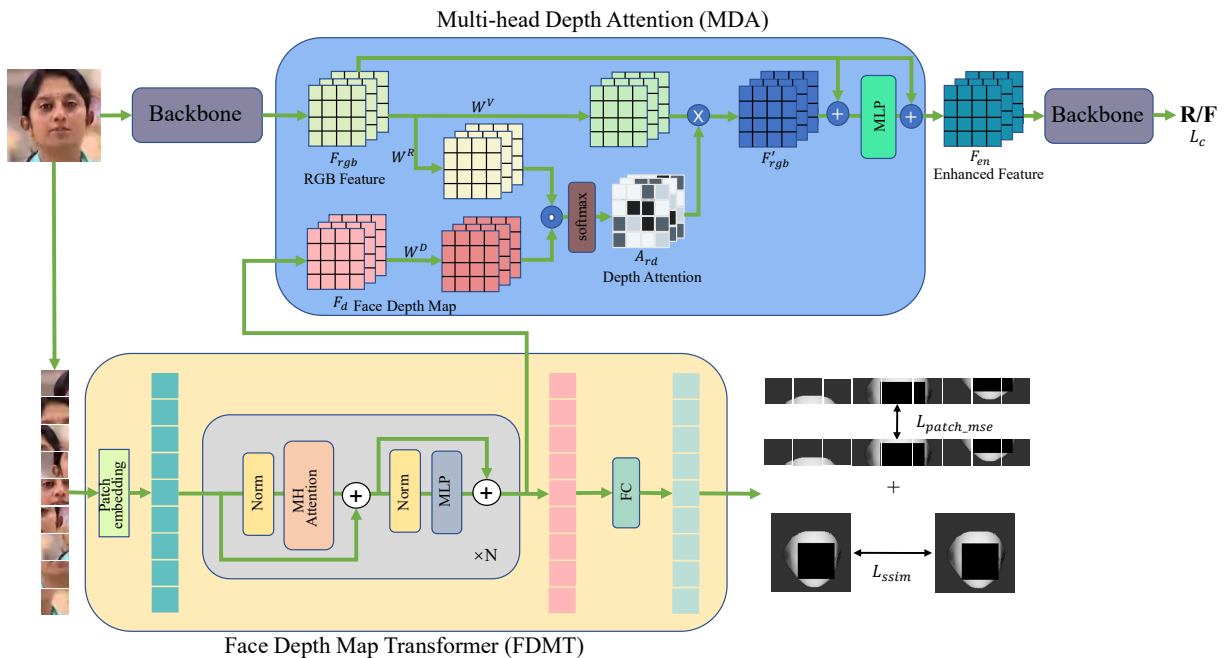 Multi-head Depth Attention (MDA)
Backbone
F_rgb
RGB Feature
W^V
W^R
F'_rgb
MLP
F_en
Enhanced Feature
Backbone
R/F
L_c
softmax
W^D
A_rd
Depth Attention
F_d Face Depth Map
Patch
embedding
Norm
MH
Attention
Norm
MLP
×N
FC
L_patch_mse
+
L_ssim
Face Depth Map Transformer (FDMT)